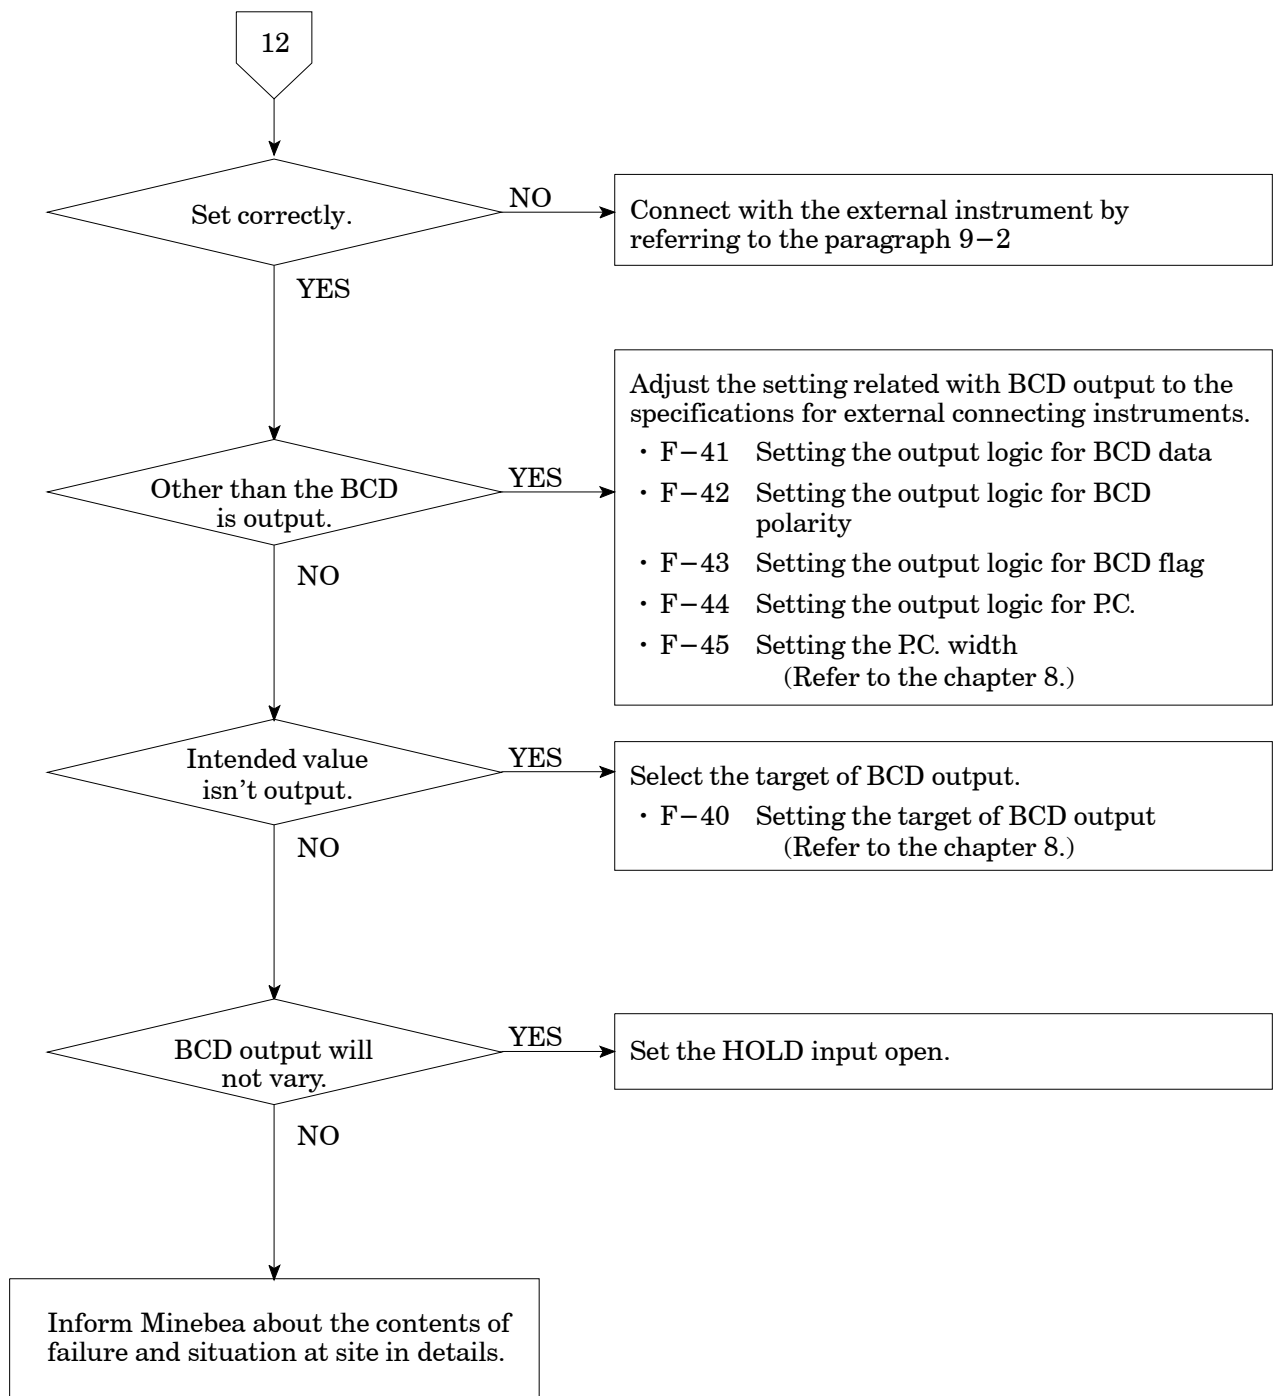 12
Set correctly.
NO
Connect with the external instrument by
referring to the paragraph 9−2
YES
Adjust the setting related with BCD output to the
specifications for external connecting instruments.
・ F−41 Setting the output logic for BCD data
・ F−42 Setting the output logic for BCD
polarity
・ F−43 Setting the output logic for BCD flag
・ F−44 Setting the output logic for P.C.
・ F−45 Setting the P.C. width
(Refer to the chapter 8.)
Other than the BCD
is output.
YES
NO
Intended value
isn't output.
YES
Select the target of BCD output.
・ F−40 Setting the target of BCD output
(Refer to the chapter 8.)
NO
BCD output will
not vary.
YES
Set the HOLD input open.
NO
Inform Minebea about the contents of
failure and situation at site in details.